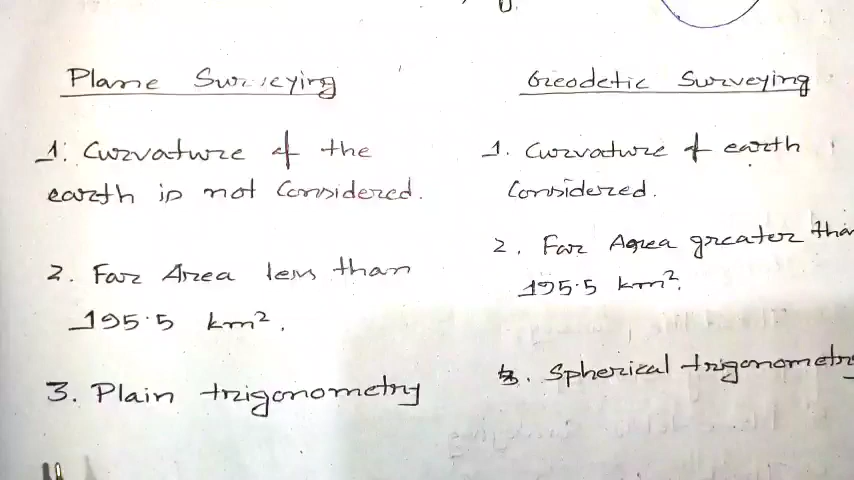 Plane Surveying
1. Curvature of the
earth is not Considered.
2. For Area less than
195.5 km².
3. Plain trigonometry
Geodetic Surveying
1. Curvature of earth
Considered.
2. For Area greater than
195.5 km².
3. Spherical trigonometry